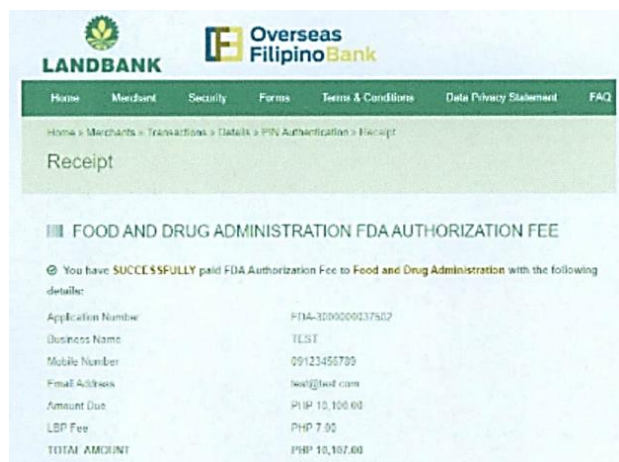 LANDBANK
Overseas
FilipinoBank
Home Merchant Security Forms Terms & Conditions Data Privacy Statement FAQ
Home » Merchants » Transactions » Details » PIN Authentication » Receipt
Receipt
FOOD AND DRUG ADMINISTRATION FDA AUTHORIZATION FEE
You have SUCCESSFULLY paid FDA Authorization Fee to Food and Drug Administration with the following
details:
Application Number FDA-3000000037502
Business Name TEST
Mobile Number 09123456789
Email Address test@test.com
Amount Due PHP 10,100.00
LBP Fee PHP 7.00
TOTAL AMOUNT PHP 10,107.00